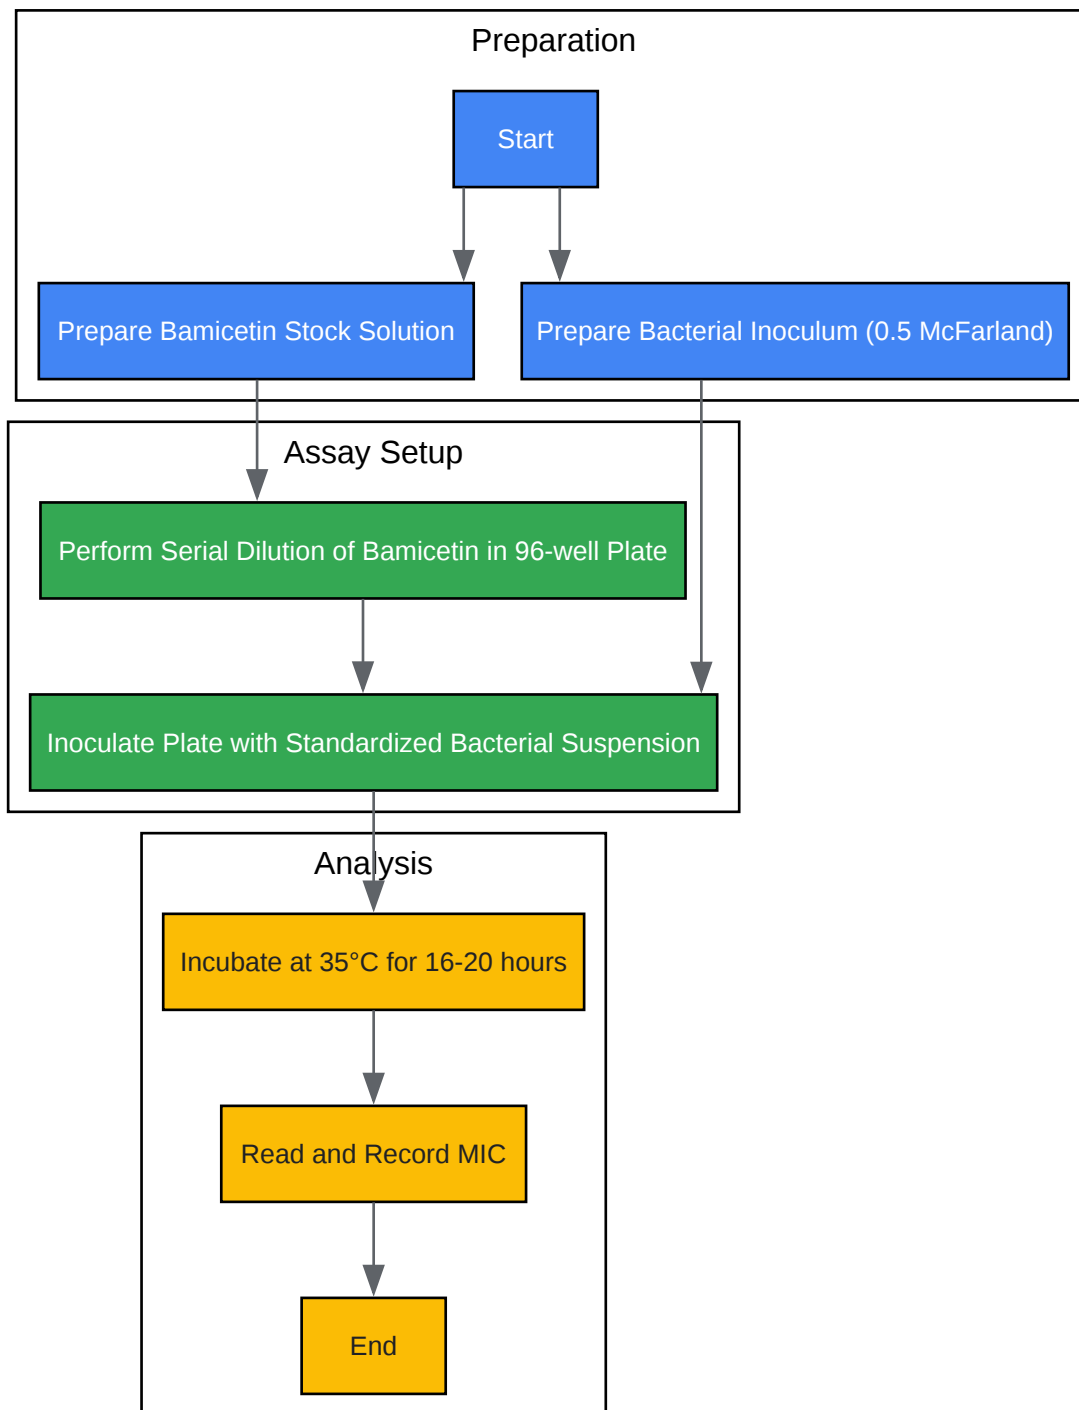 Preparation
Start
Prepare Bamicetin Stock Solution
Prepare Bacterial Inoculum (0.5 McFarland)
Assay Setup
Perform Serial Dilution of Bamicetin in 96-well Plate
Inoculate Plate with Standardized Bacterial Suspension
Analysis
Incubate at 35°C for 16-20 hours
Read and Record MIC
End